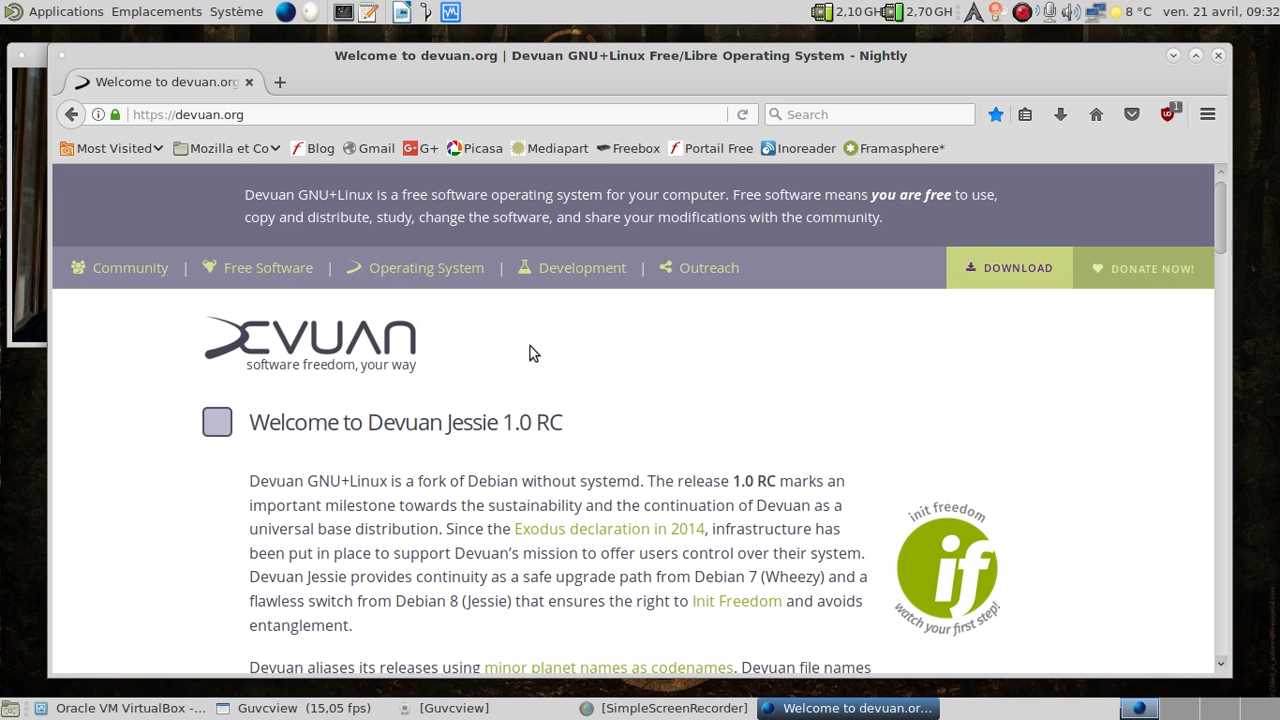 Applications Emplacements Système 2,10 GH 2,70 GH 8 °C ven. 21 avril, 09:32
Welcome to devuan.org | Devuan GNU+Linux Free/Libre Operating System - Nightly
Welcome to devuan.org
https://devuan.org Search 1
Most Visited Mozilla et Co Blog Gmail G+ Picasa Mediapart Freebox Portail Free Inoreader Framasphere*
Devuan GNU+Linux is a free software operating system for your computer. Free software means you are free to use,
copy and distribute, study, change the software, and share your modifications with the community.
Community | Free Software | Operating System | Development | Outreach DOWNLOAD DONATE NOW!
DEVUAN
software freedom, your way
Welcome to Devuan Jessie 1.0 RC
Devuan GNU+Linux is a fork of Debian without systemd. The release 1.0 RC marks an
important milestone towards the sustainability and the continuation of Devuan as a
universal base distribution. Since the Exodus declaration in 2014, infrastructure has
been put in place to support Devuan’s mission to offer users control over their system.
Devuan Jessie provides continuity as a safe upgrade path from Debian 7 (Wheezy) and a
flawless switch from Debian 8 (Jessie) that ensures the right to Init Freedom and avoids
entanglement.
init freedom
if
watch your first step!
Devuan aliases its releases using minor planet names as codenames. Devuan file names
Oracle VM VirtualBox -... Guvcview (15,05 fps) [Guvcview] [SimpleScreenRecorder] Welcome to devuan.or...